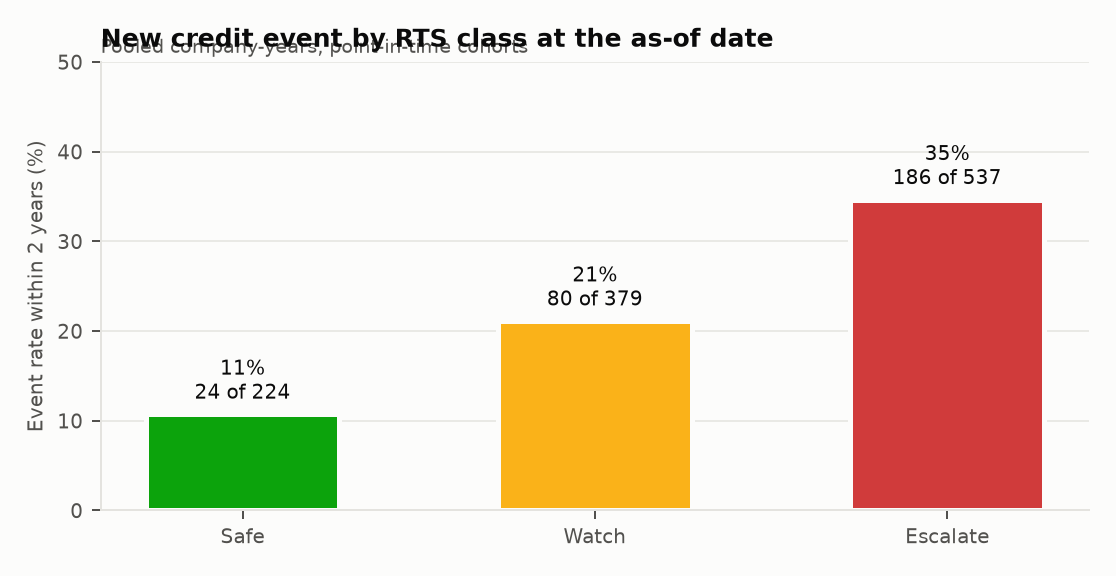 New credit event by RTS class at the as-of date
Pooled company-years, point-in-time cohorts
Event rate within 2 years (%)
50
40
30
20
10
0
11%
24 of 224
21%
80 of 379
35%
186 of 537
Safe
Watch
Escalate